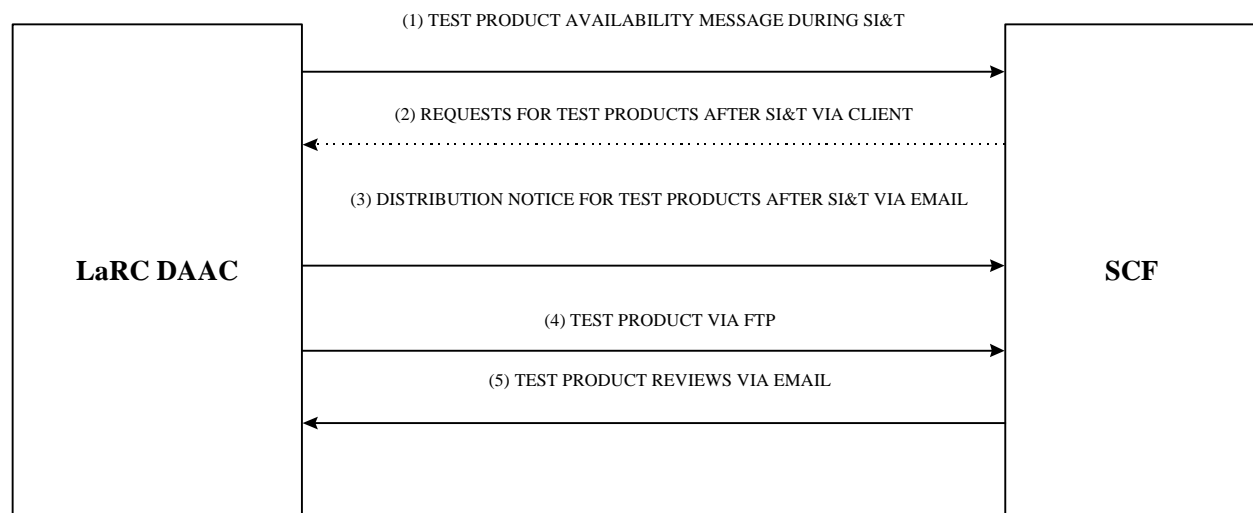 (1) TEST PRODUCT AVAILABILITY MESSAGE DURING SI&T
(2) REQUESTS FOR TEST PRODUCTS AFTER SI&T VIA CLIENT
(3) DISTRIBUTION NOTICE FOR TEST PRODUCTS AFTER SI&T VIA EMAIL
LaRC DAAC
SCF
(4) TEST PRODUCT VIA FTP
(5) TEST PRODUCT REVIEWS VIA EMAIL